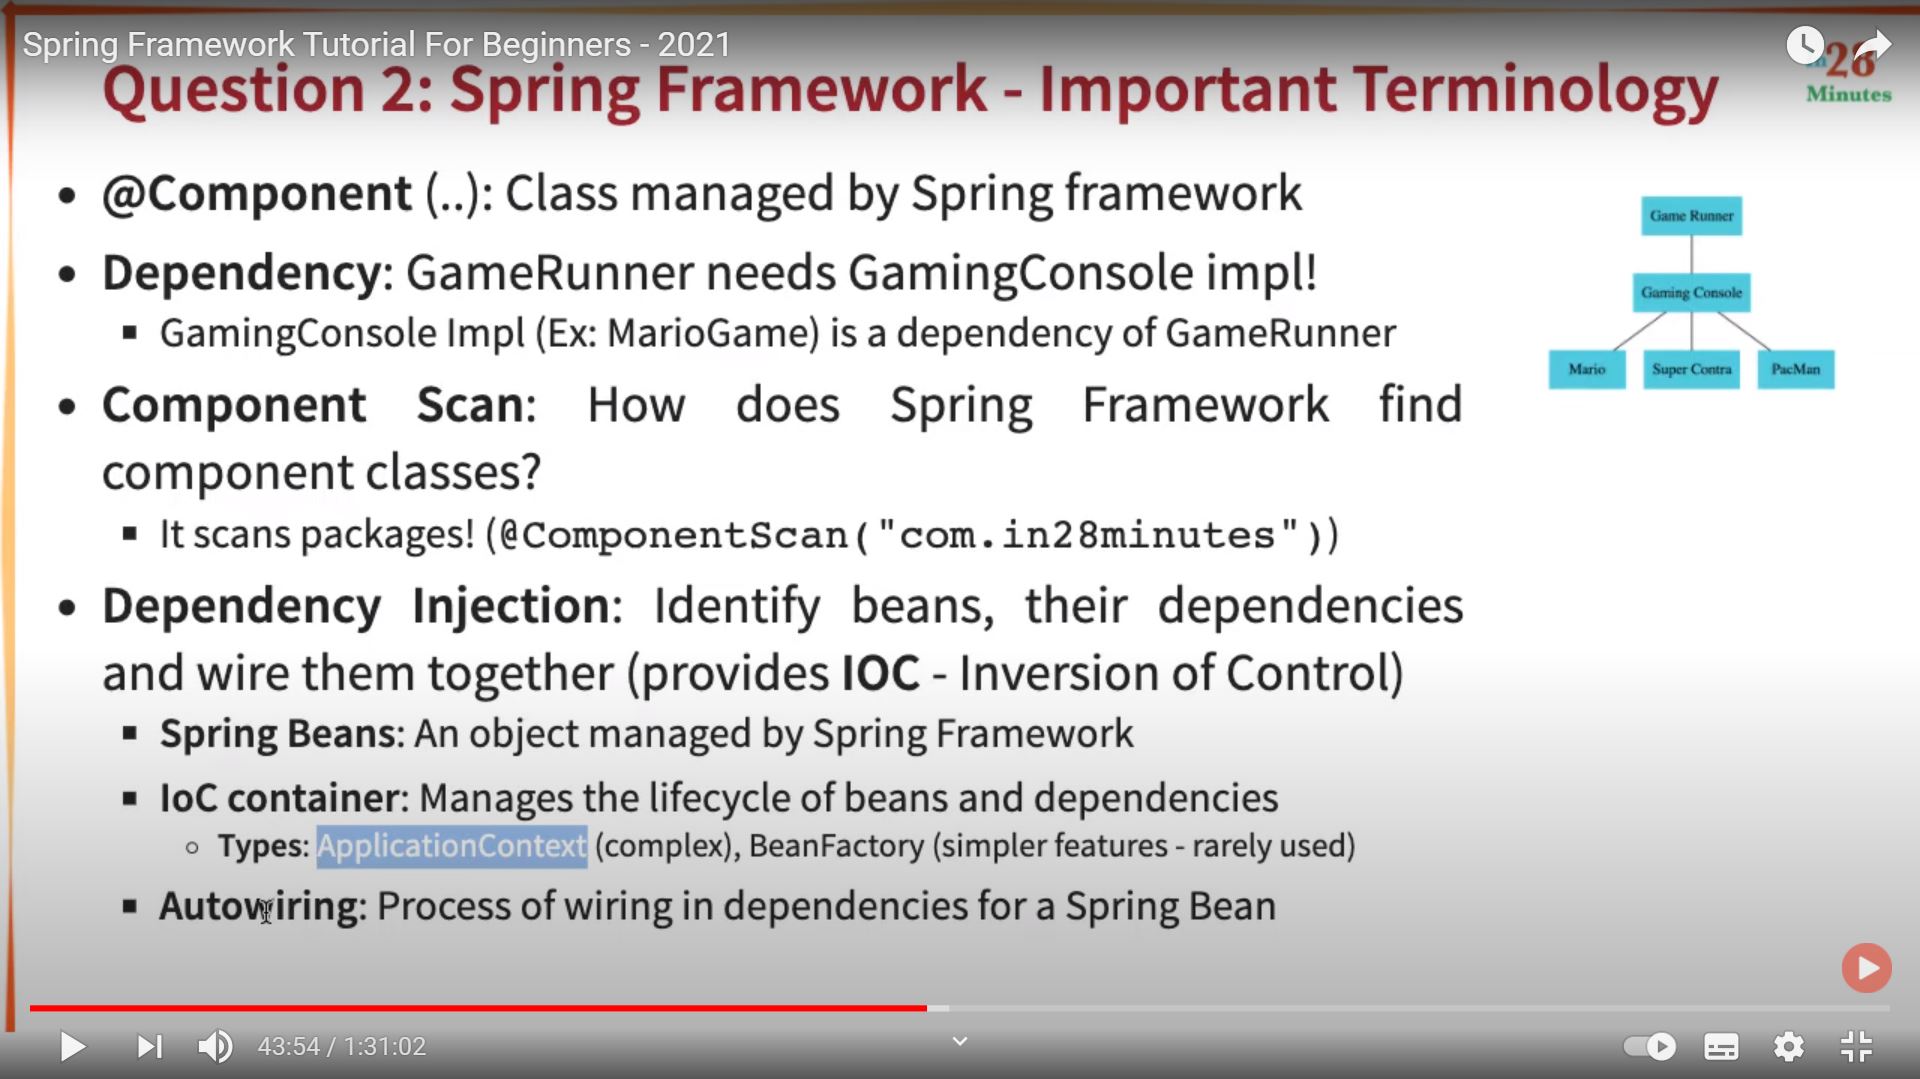 Spring Framework Tutorial For Beginners - 2021
Question 2: Spring Framework - Important Terminology
in28
Minutes
• @Component (..): Class managed by Spring framework
• Dependency: GameRunner needs GamingConsole impl!
▪ GamingConsole Impl (Ex: MarioGame) is a dependency of GameRunner
• Component Scan: How does Spring Framework find
component classes?
▪ It scans packages! (@ComponentScan("com.in28minutes"))
• Dependency Injection: Identify beans, their dependencies
and wire them together (provides IOC - Inversion of Control)
▪ Spring Beans: An object managed by Spring Framework
▪ IoC container: Manages the lifecycle of beans and dependencies
○ Types: ApplicationContext (complex), BeanFactory (simpler features - rarely used)
▪ Autowiring: Process of wiring in dependencies for a Spring Bean
Game Runner
Gaming Console
Mario Super Contra PacMan
43:54 / 1:31:02